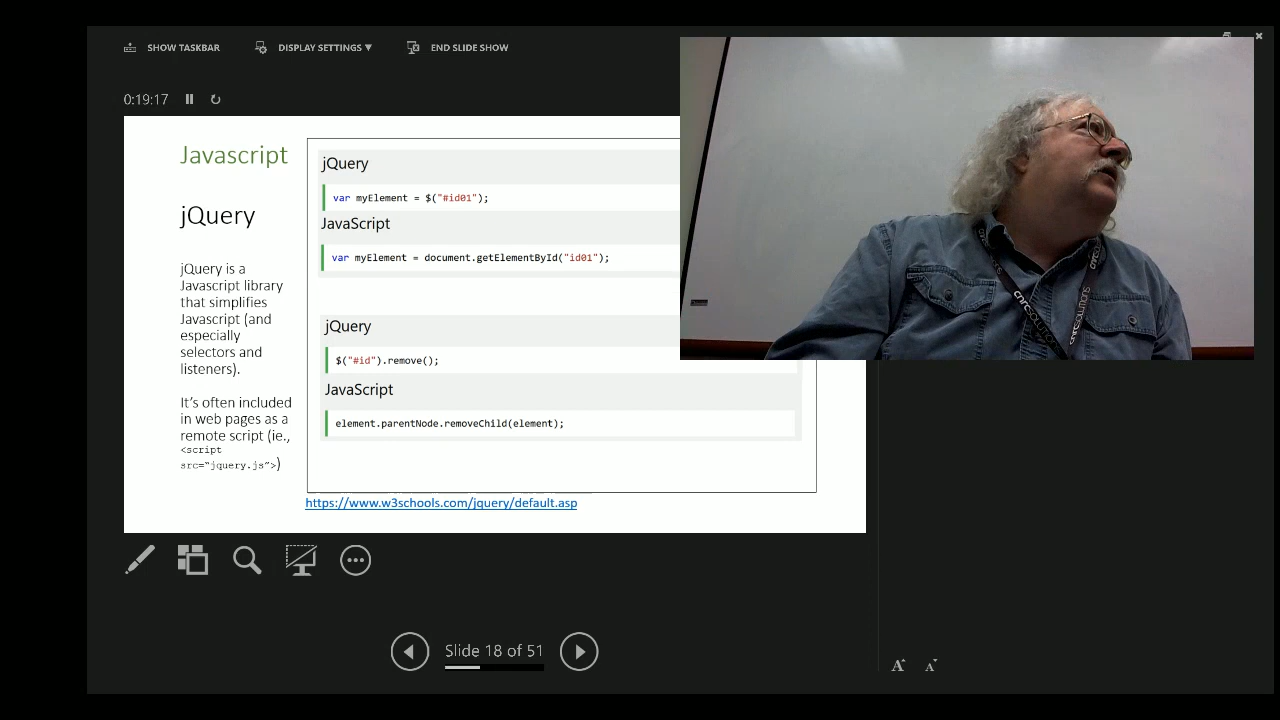 SHOW TASKBAR
DISPLAY SETTINGS ▼
END SLIDE SHOW
0:19:17
Javascript
jQuery
jQuery is a
Javascript library
that simplifies
Javascript (and
especially
selectors and
listeners).
It's often included
in web pages as a
remote script (ie.,
<script
src="jquery.js">)
jQuery
var myElement = $("#id01");
JavaScript
var myElement = document.getElementById("id01");
jQuery
$("#id").remove();
JavaScript
element.parentNode.removeChild(element);
https://www.w3schools.com/jquery/default.asp
cnrcsolutions
Slide 18 of 51
A A